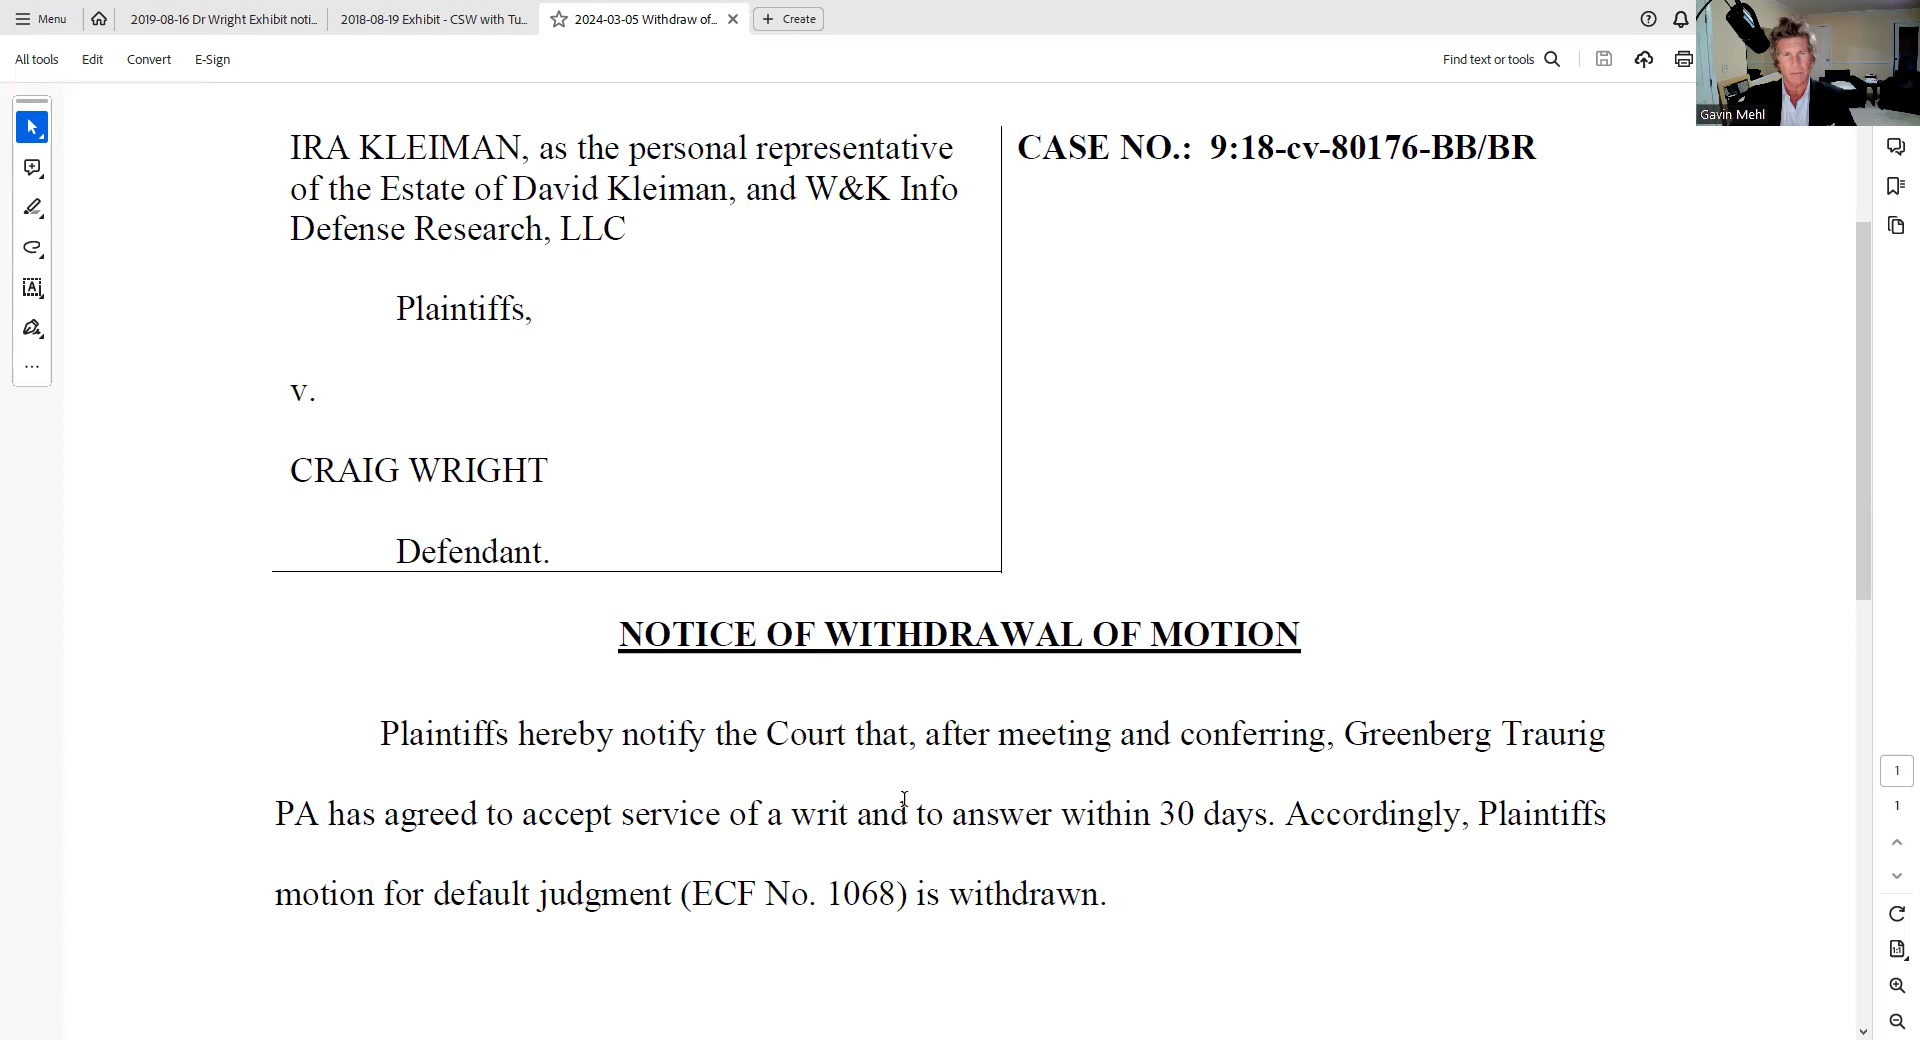 Menu
2019-08-16 Dr Wright Exhibit noti...
2018-08-19 Exhibit - CSW with Tu...
2024-03-05 Withdraw of...
+ Create
All tools
Edit
Convert
E-Sign
Find text or tools
Gavin Mehl
IRA KLEIMAN, as the personal representative
of the Estate of David Kleiman, and W&K Info
Defense Research, LLC
Plaintiffs,
v.
CRAIG WRIGHT
Defendant.
CASE NO.: 9:18-cv-80176-BB/BR
NOTICE OF WITHDRAWAL OF MOTION
Plaintiffs hereby notify the Court that, after meeting and conferring, Greenberg Traurig
PA has agreed to accept service of a writ and to answer within 30 days. Accordingly, Plaintiffs
motion for default judgment (ECF No. 1068) is withdrawn.
1
1